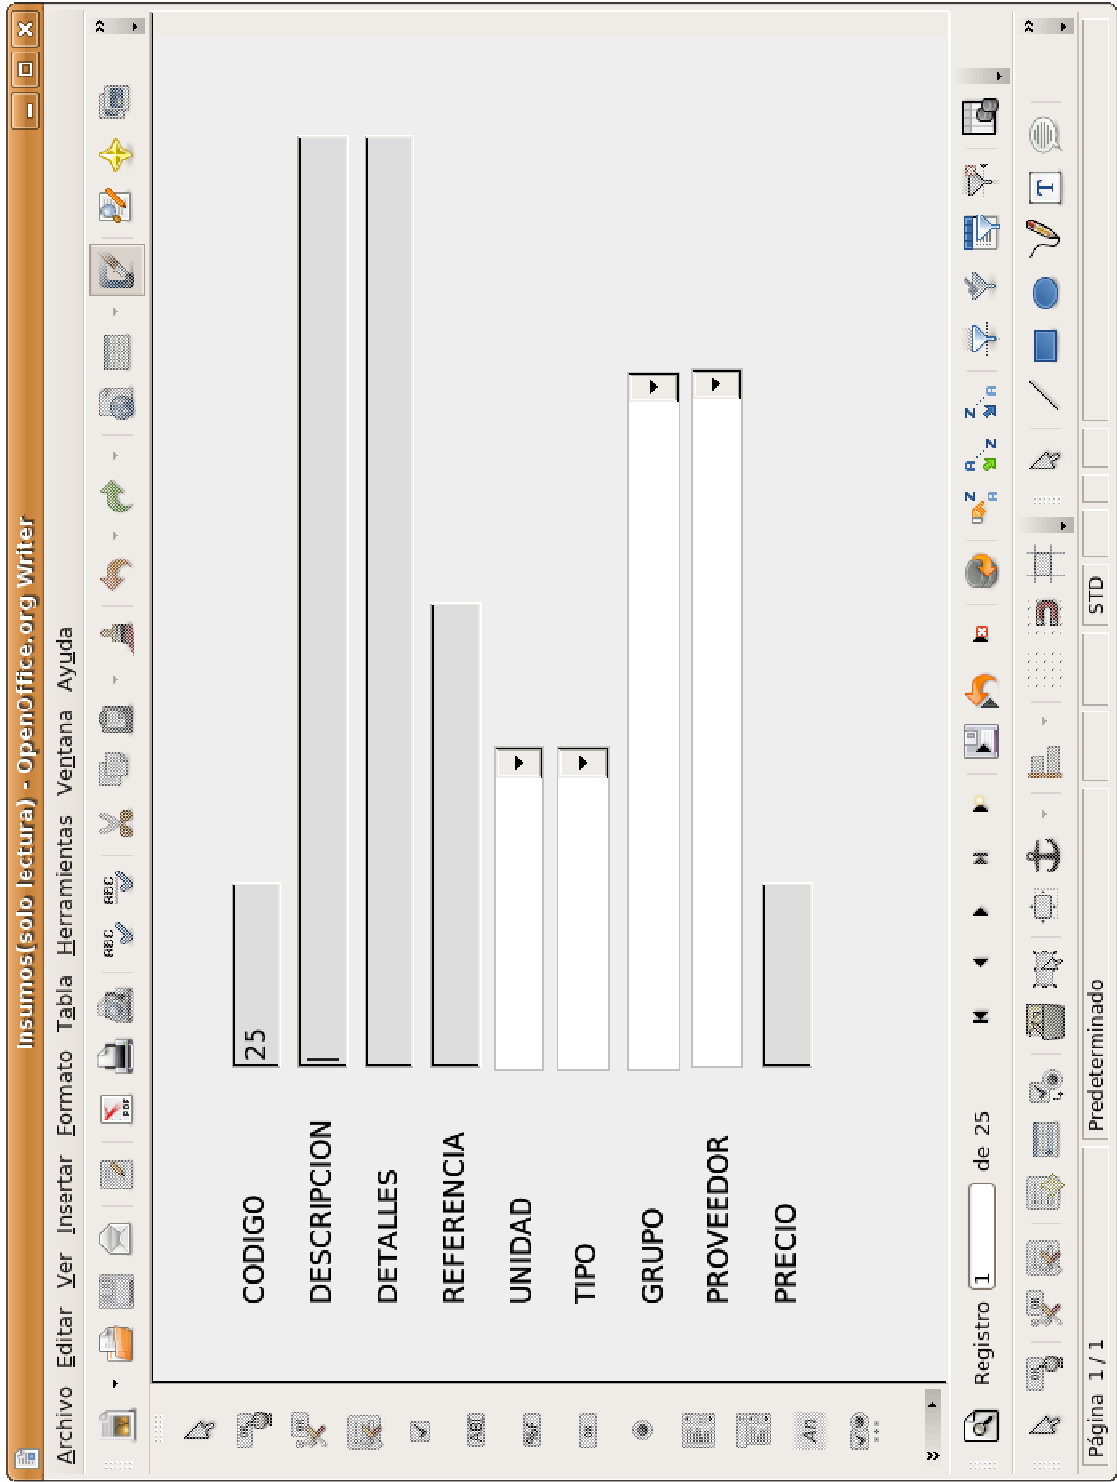 Insumos(solo lectura) - OpenOffice.org Writer
Archivo Editar Ver Insertar Formato Tabla Herramientas Ventana Ayuda
CODIGO 25
DESCRIPCION
DETALLES
REFERENCIA
UNIDAD
TIPO
GRUPO
PROVEEDOR
PRECIO
Registro 1 de 25
Página 1 / 1 Predeterminado STD